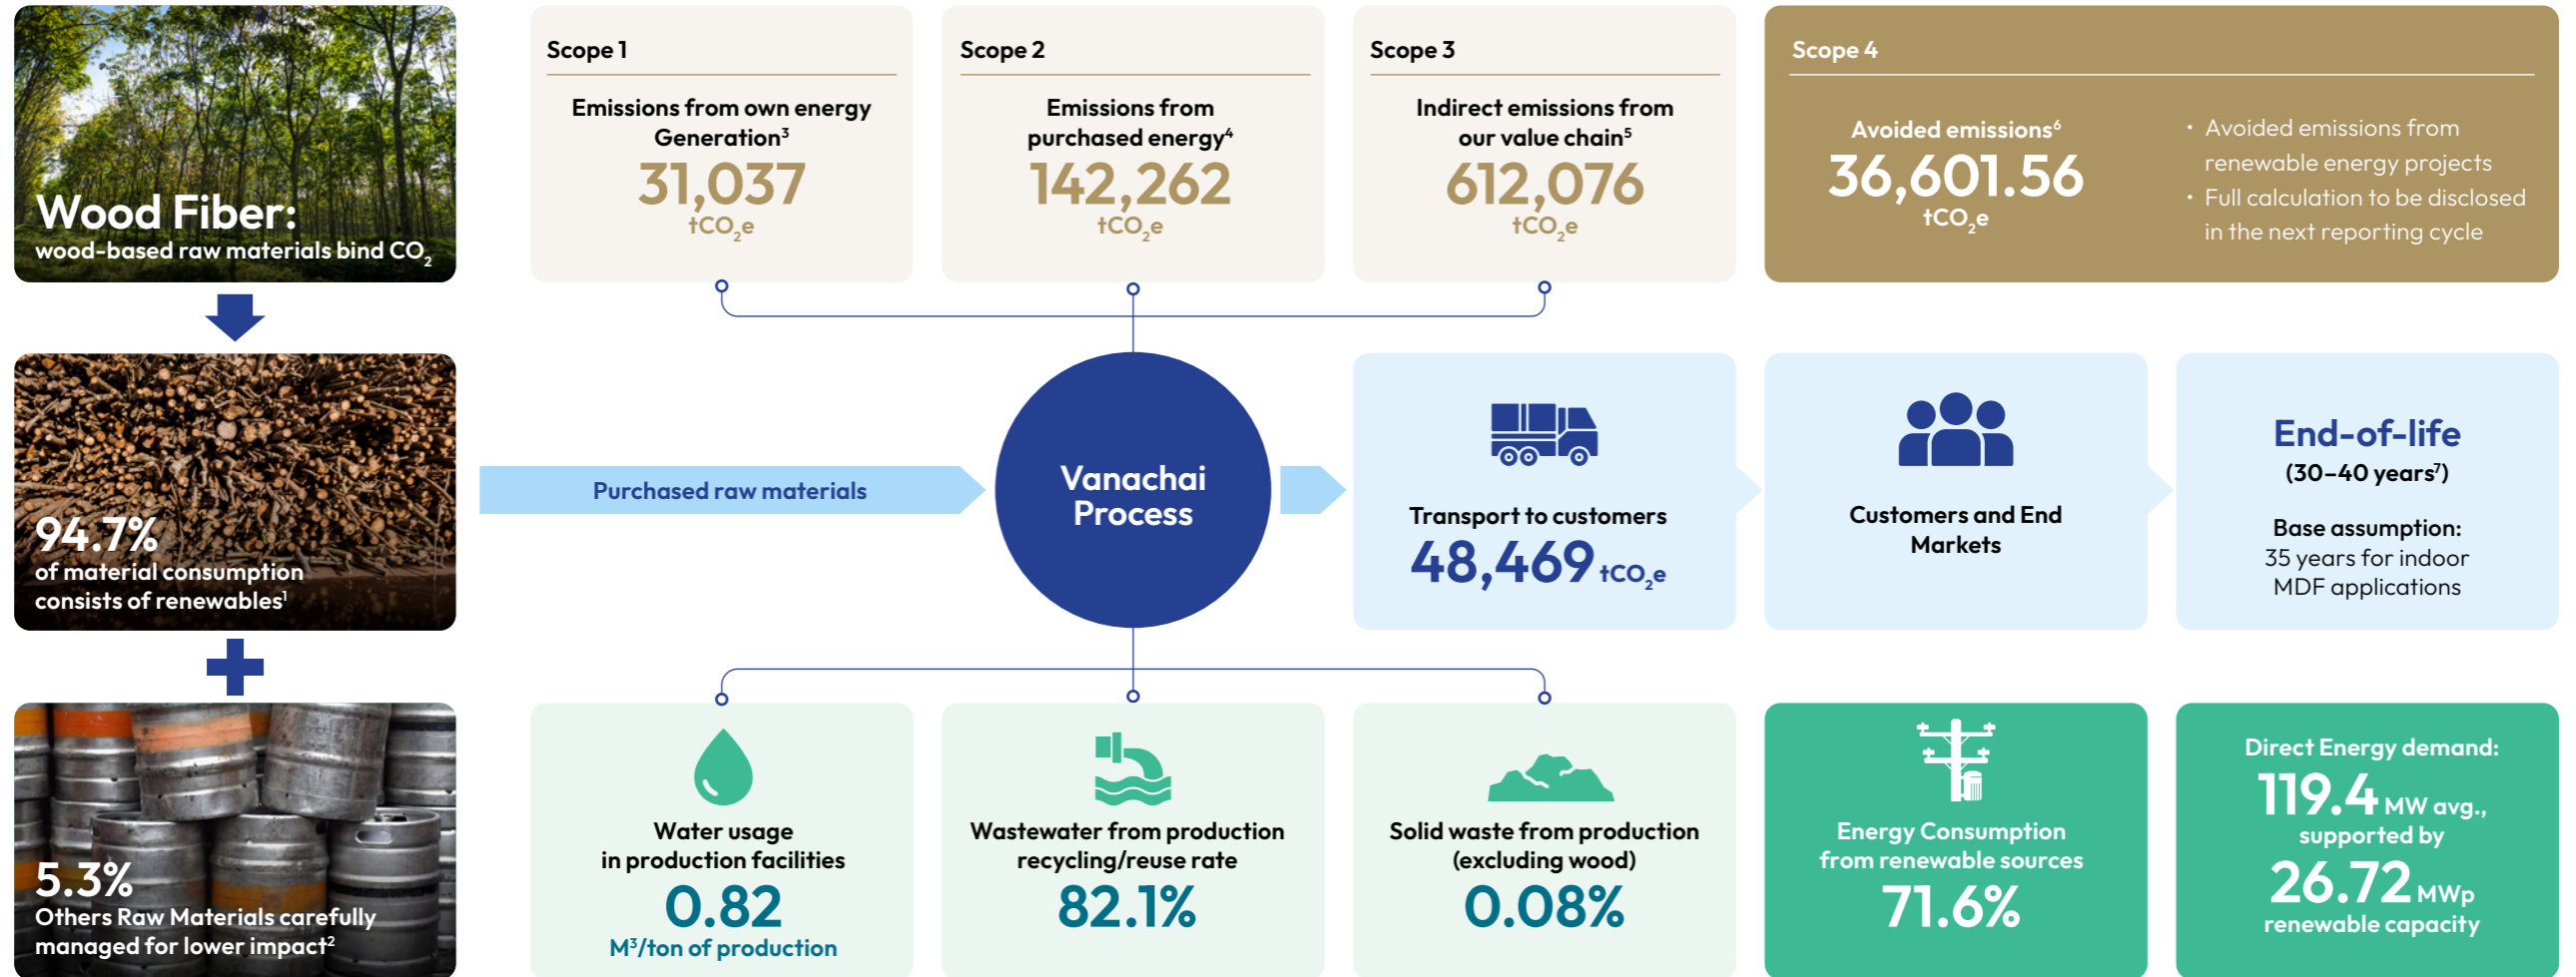 Wood Fiber:
wood-based raw materials bind CO₂
94.7%
of material consumption
consists of renewables¹
5.3%
Others Raw Materials carefully
managed for lower impact²
Scope 1
Emissions from own energy
Generation³
31,037
tCO₂e
Scope 2
Emissions from
purchased energy⁴
142,262
tCO₂e
Scope 3
Indirect emissions from
our value chain⁵
612,076
tCO₂e
Scope 4
Avoided emissions⁶
36,601.56
tCO₂e
• Avoided emissions from
renewable energy projects
• Full calculation to be disclosed
in the next reporting cycle
Purchased raw materials
Vanachai
Process
Transport to customers
48,469 tCO₂e
Customers and End
Markets
End-of-life
(30–40 years⁷)
Base assumption:
35 years for indoor
MDF applications
Water usage
in production facilities
0.82
M³/ton of production
Wastewater from production
recycling/reuse rate
82.1%
Solid waste from production
(excluding wood)
0.08%
Energy Consumption
from renewable sources
71.6%
Direct Energy demand:
119.4 MW avg.,
supported by
26.72 MWp
renewable capacity